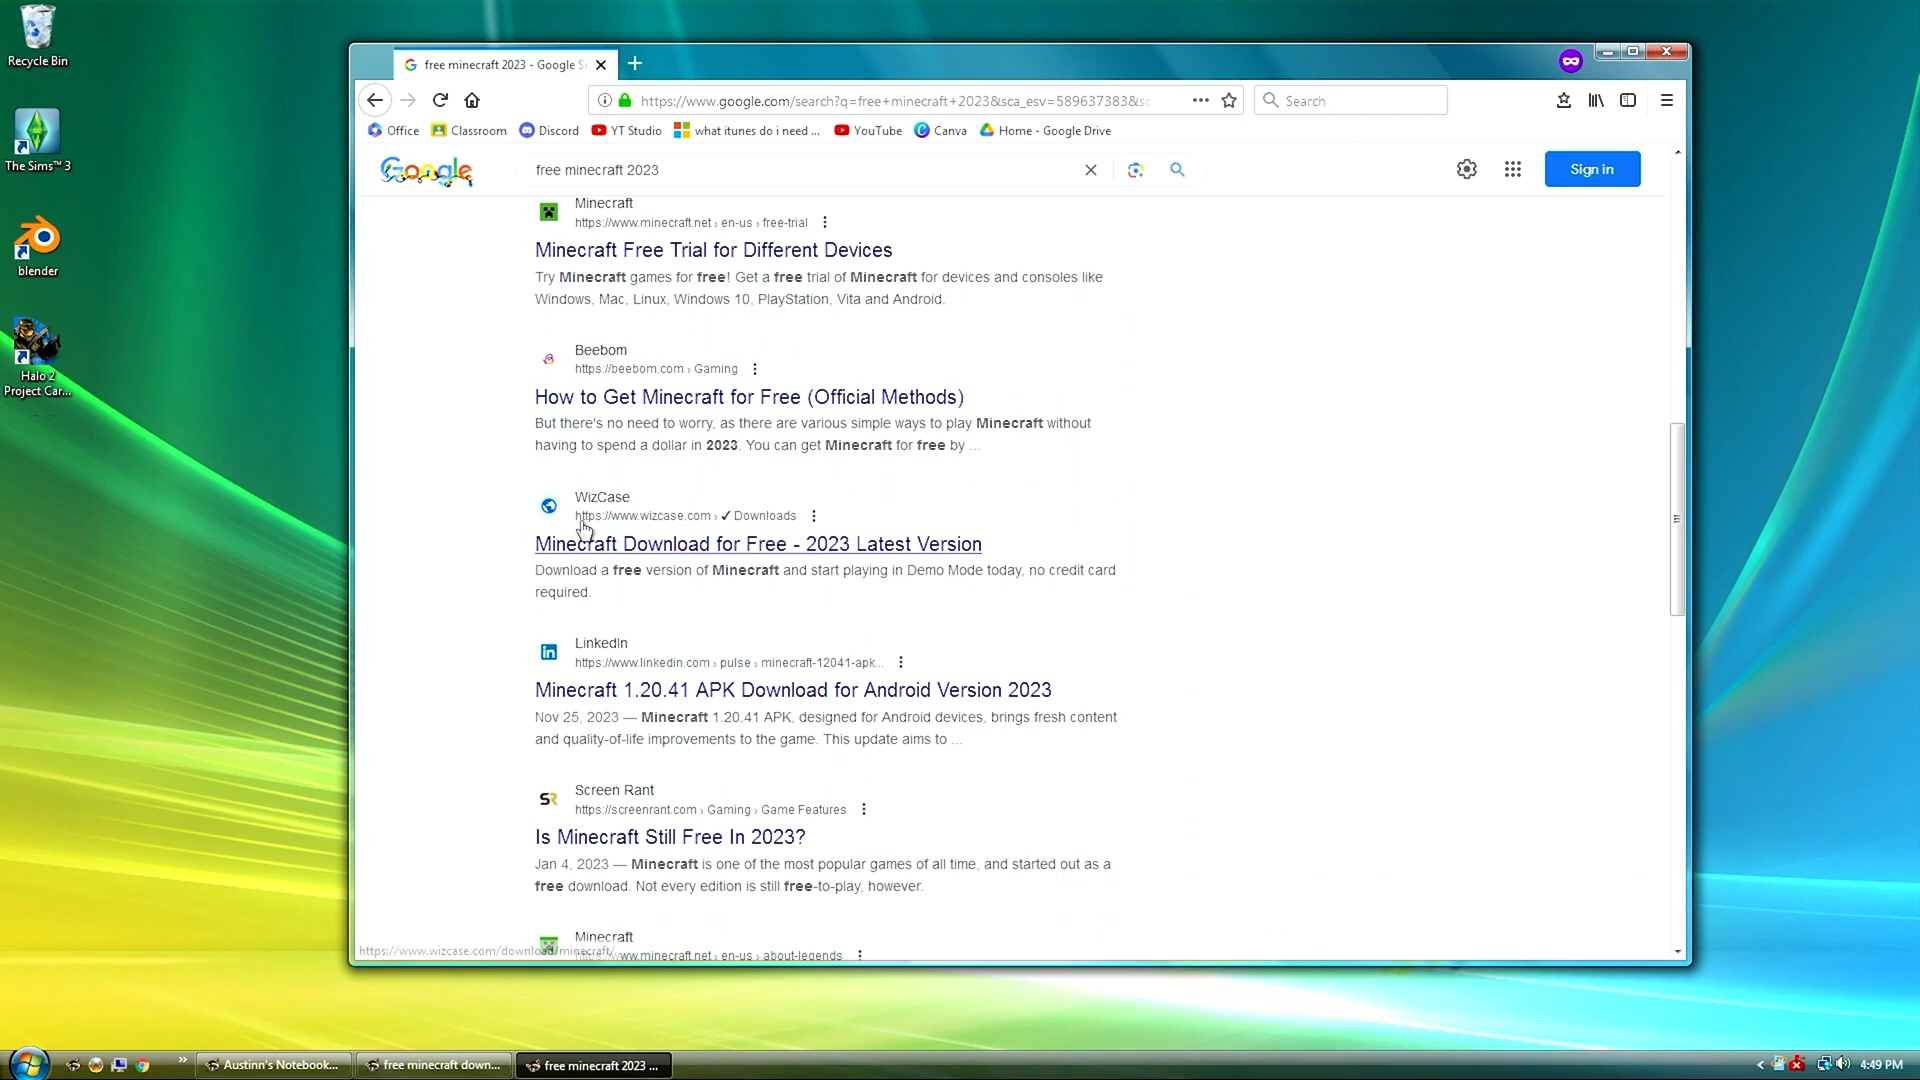 Recycle Bin
The Sims™ 3
blender
Halo 2
Project Car...
free minecraft 2023 - Google S
https://www.google.com/search?q=free+minecraft+2023&sca_esv=589637383&sc
Search
Office
Classroom
Discord
YT Studio
what itunes do i need ...
YouTube
Canva
Home - Google Drive
Google
free minecraft 2023
Sign in
Minecraft
https://www.minecraft.net › en-us › free-trial
Minecraft Free Trial for Different Devices
Try Minecraft games for free! Get a free trial of Minecraft for devices and consoles like
Windows, Mac, Linux, Windows 10, PlayStation, Vita and Android.
Beebom
https://beebom.com › Gaming
How to Get Minecraft for Free (Official Methods)
But there's no need to worry, as there are various simple ways to play Minecraft without
having to spend a dollar in 2023. You can get Minecraft for free by ...
WizCase
https://www.wizcase.com › ✓ Downloads
Minecraft Download for Free - 2023 Latest Version
Download a free version of Minecraft and start playing in Demo Mode today, no credit card
required.
LinkedIn
https://www.linkedin.com › pulse › minecraft-12041-apk...
Minecraft 1.20.41 APK Download for Android Version 2023
Nov 25, 2023 — Minecraft 1.20.41 APK, designed for Android devices, brings fresh content
and quality-of-life improvements to the game. This update aims to ...
Screen Rant
https://screenrant.com › Gaming › Game Features
Is Minecraft Still Free In 2023?
Jan 4, 2023 — Minecraft is one of the most popular games of all time, and started out as a
free download. Not every edition is still free-to-play, however.
Minecraft
https://www.minecraft.net › en-us › about-legends
https://www.wizcase.com/download/minecraft/
Austinn's Notebook...
free minecraft down...
free minecraft 2023 ...
4:49 PM